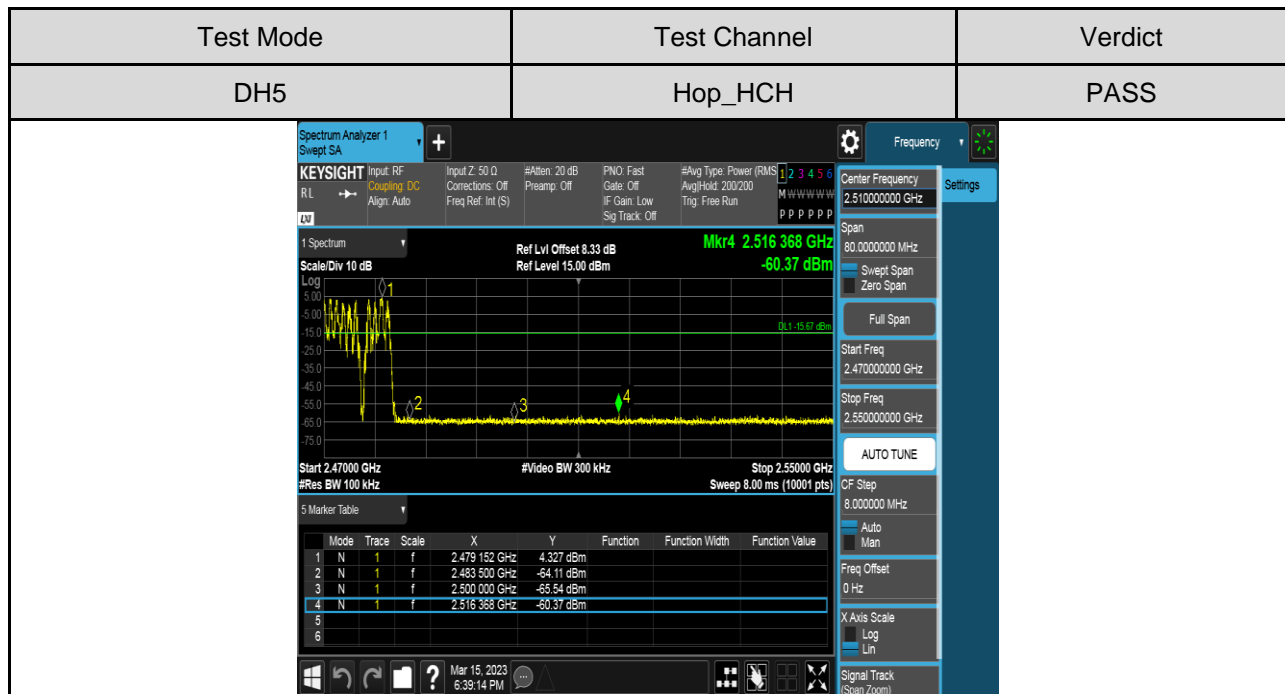 Test Mode Test Channel Verdict
DH5 Hop_HCH PASS
Spectrum Analyzer 1
Swept SA
+
Frequency
Settings
KEYSIGHT Input: RF Input Z: 50 Ω #Atten: 20 dB PNO: Fast #Avg Type: Power (RMS 1 2 3 4 5 6
RL Coupling: DC Corrections: Off Preamp: Off Gate: Off Avg|Hold: 200/200 M W W W W W
Align: Auto Freq Ref: Int (S) IF Gain: Low Trig: Free Run
LXI Sig Track: Off P P P P P P
1 Spectrum
Ref Lvl Offset 8.33 dB
Mkr4 2.516 368 GHz
Scale/Div 10 dB Ref Level 15.00 dBm -60.37 dBm
Log
5.00
-5.00
-15.0
-25.0
-35.0
-45.0
-55.0
-65.0
-75.0
1
DL1 -15.67 dBm
2 3 4
Start 2.47000 GHz #Video BW 300 kHz Stop 2.55000 GHz
#Res BW 100 kHz Sweep 8.00 ms (10001 pts)
5 Marker Table
Mode Trace Scale X Y Function Function Width Function Value
1 N 1 f 2.479 152 GHz 4.327 dBm
2 N 1 f 2.483 500 GHz -64.11 dBm
3 N 1 f 2.500 000 GHz -65.54 dBm
4 N 1 f 2.516 368 GHz -60.37 dBm
5
6
?
Mar 15, 2023
6:39:14 PM
Center Frequency
2.510000000 GHz
Span
80.0000000 MHz
Swept Span
Zero Span
Full Span
Start Freq
2.470000000 GHz
Stop Freq
2.550000000 GHz
AUTO TUNE
CF Step
8.000000 MHz
Auto
Man
Freq Offset
0 Hz
X Axis Scale
Log
Lin
Signal Track
(Span Zoom)